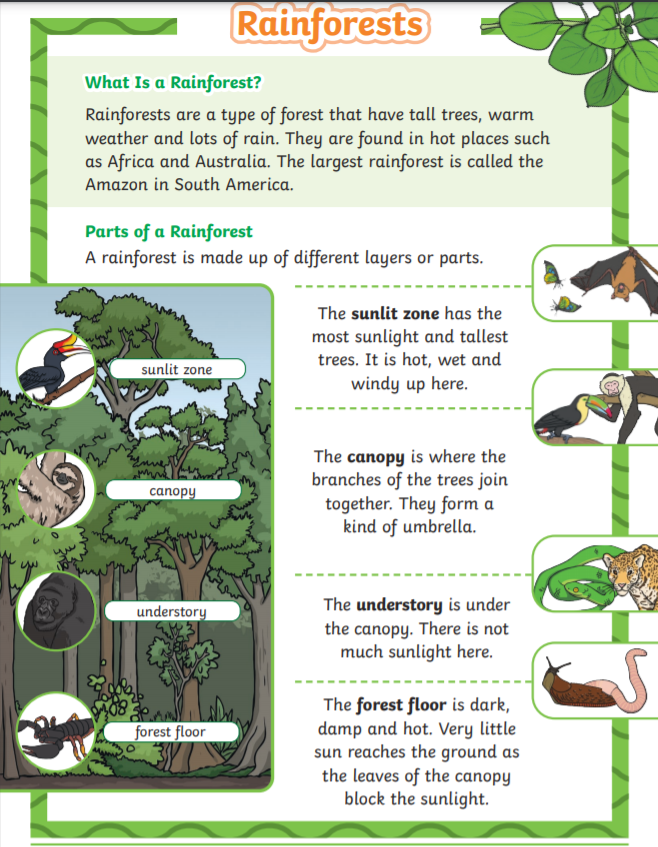 Rainforests
What Is a Rainforest?
Rainforests are a type of forest that have tall trees, warm
weather and lots of rain. They are found in hot places such
as Africa and Australia. The largest rainforest is called the
Amazon in South America.
Parts of a Rainforest
A rainforest is made up of different layers or parts.
sunlit zone
The sunlit zone has the
most sunlight and tallest
trees. It is hot, wet and
windy up here.
canopy
The canopy is where the
branches of the trees join
together. They form a
kind of umbrella.
understory
The understory is under
the canopy. There is not
much sunlight here.
forest floor
The forest floor is dark,
damp and hot. Very little
sun reaches the ground as
the leaves of the canopy
block the sunlight.